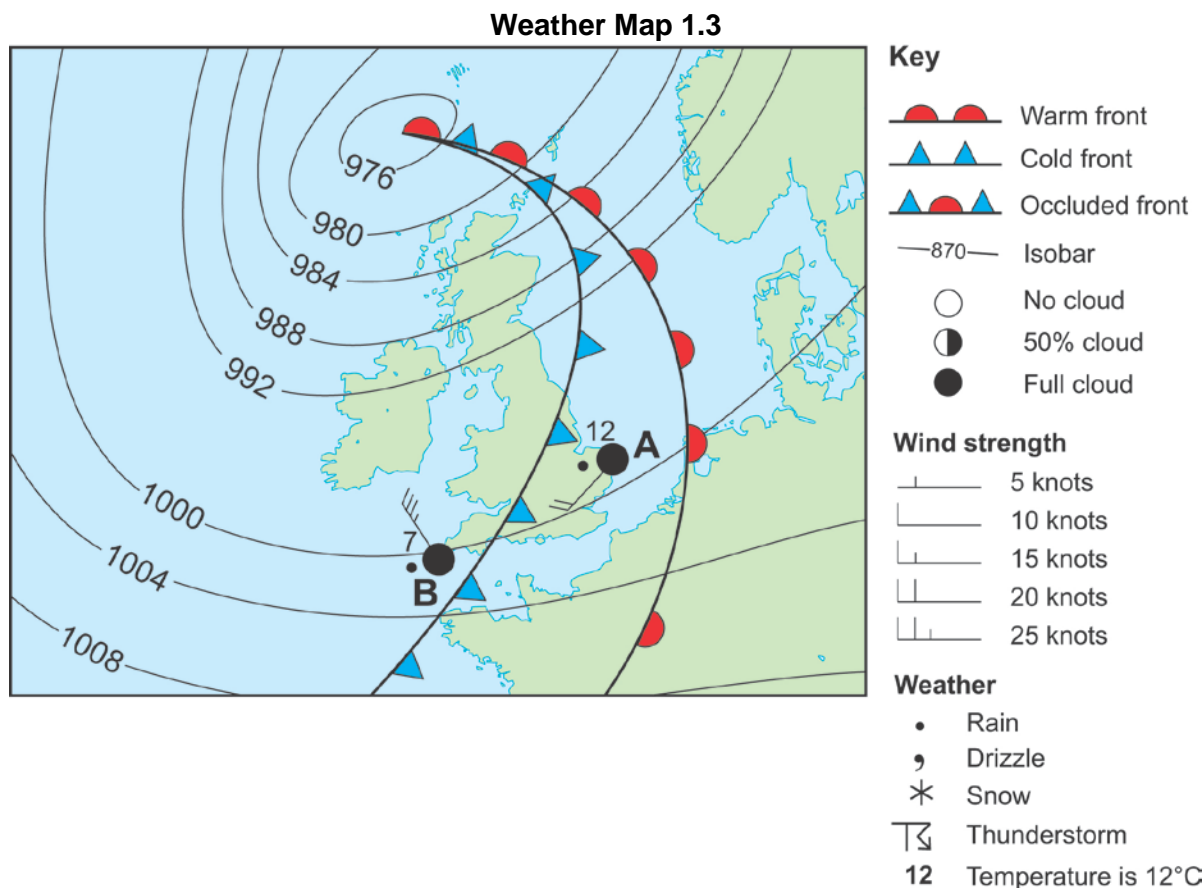 Weather Map 1.3
976
980
984
988
992
1000
1004
1008
12
A
7
B
Key
Warm front
Cold front
Occluded front
870
Isobar
No cloud
50% cloud
Full cloud
Wind strength
5 knots
10 knots
15 knots
20 knots
25 knots
Weather
Rain
Drizzle
Snow
Thunderstorm
12 Temperature is 12°C